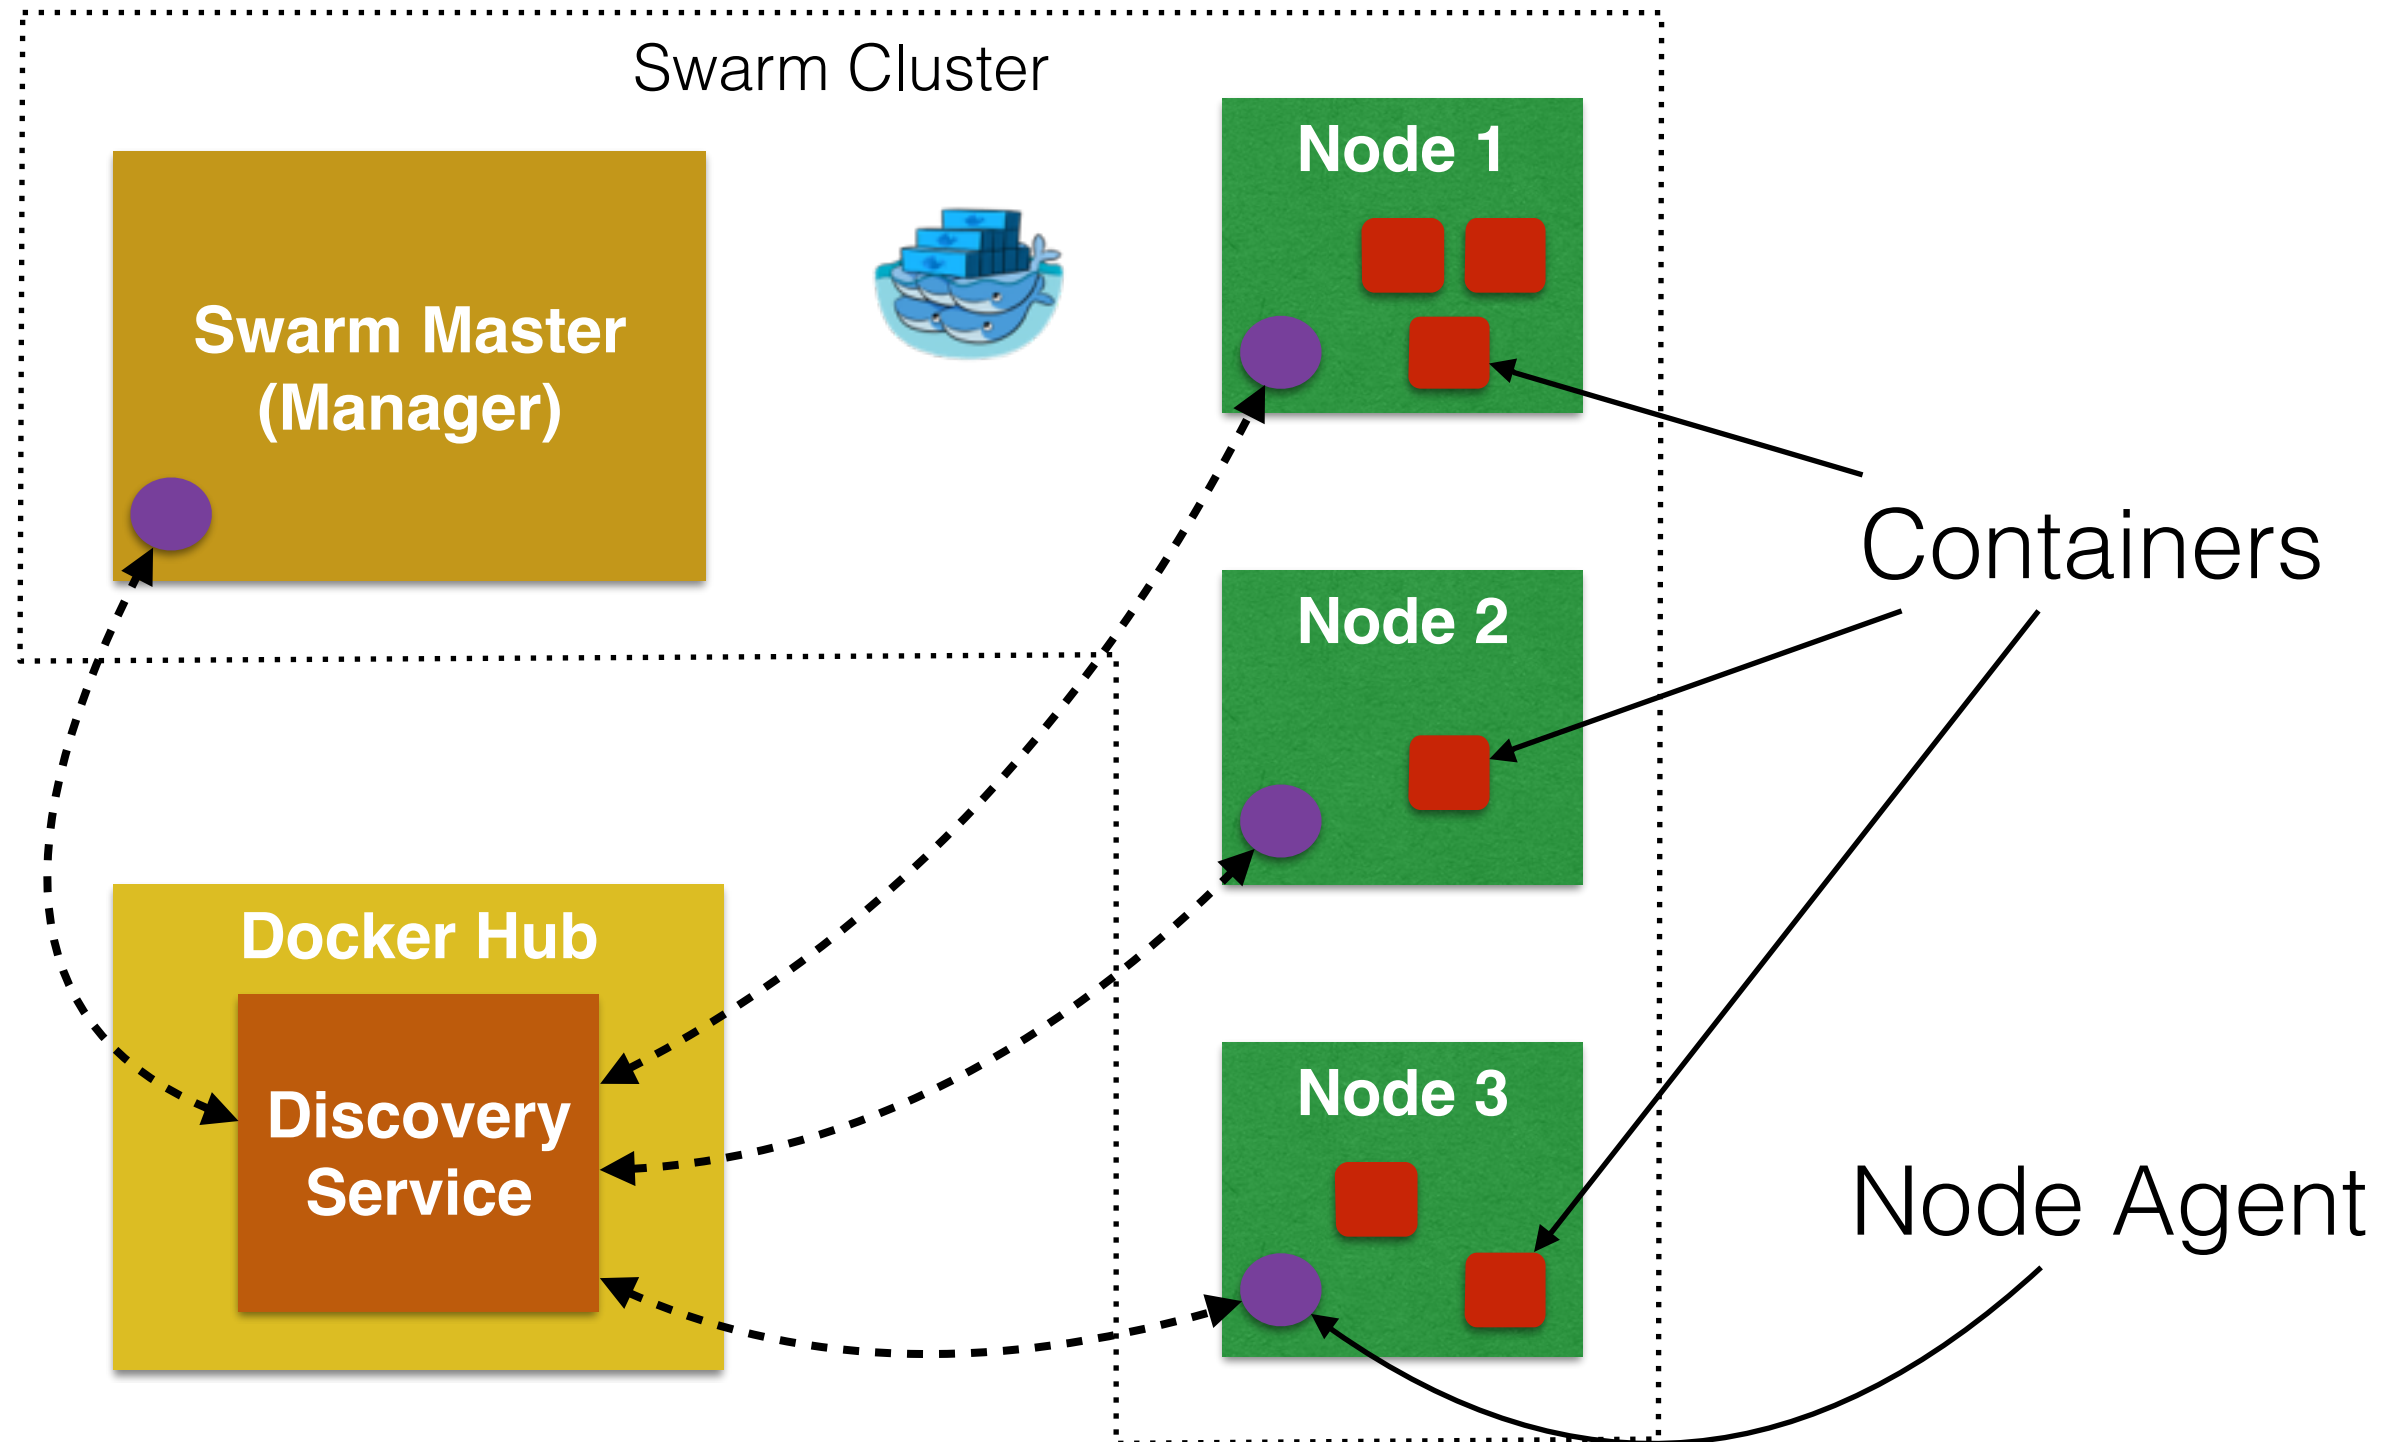 Swarm Cluster
Node 1
Swarm Master
(Manager)
Containers
Node 2
Docker Hub
Discovery
Service
Node 3
Node Agent